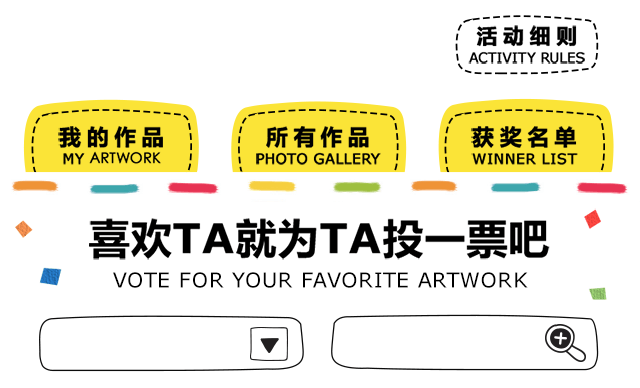 活动细则
ACTIVITY RULES
我的作品
MY ARTWORK
所有作品
PHOTO GALLERY
获奖名单
WINNER LIST
喜欢TA就为TA投一票吧
VOTE FOR YOUR FAVORITE ARTWORK